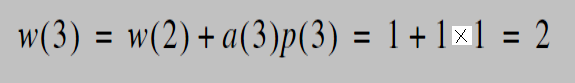 w(3) = w(2) + a(3)p(3) = 1 + 1 × 1 = 2